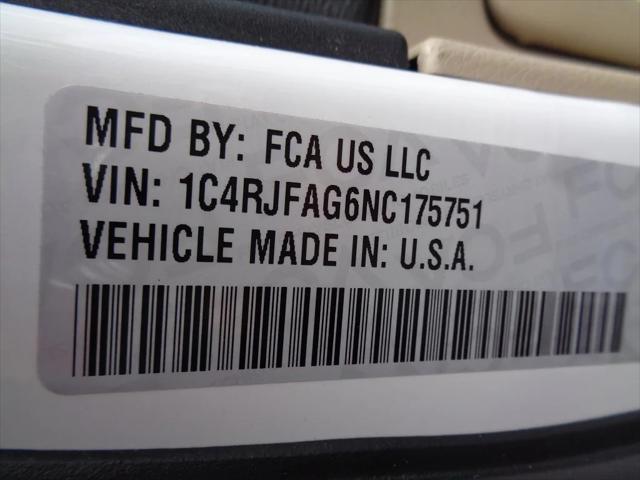 MFD BY: FCA US LLC
VIN: 1C4RJFAG6NC175751
VEHICLE MADE IN: U.S.A.